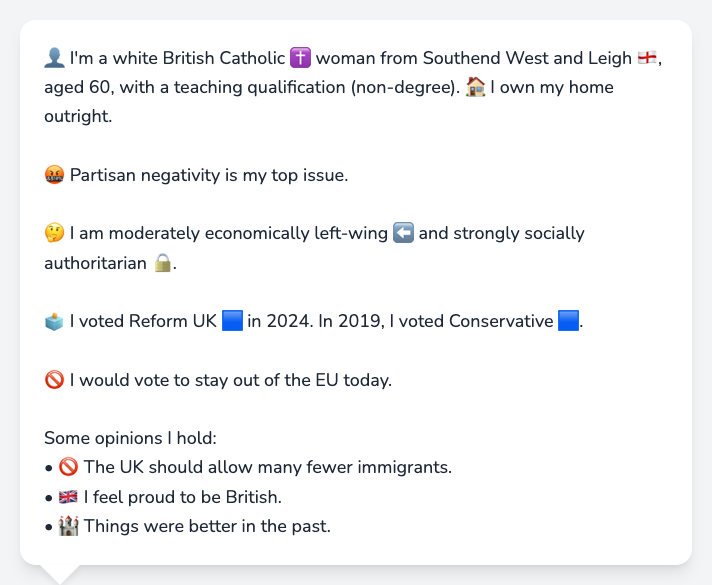 👤 I'm a white British Catholic ✝️ woman from Southend West and Leigh 🏴󠁧󠁢󠁥󠁮󠁧󠁿,
aged 60, with a teaching qualification (non-degree). 🏠 I own my home
outright.
🤬 Partisan negativity is my top issue.
🤔 I am moderately economically left-wing ⬅️ and strongly socially
authoritarian 🔒.
🗳️ I voted Reform UK 🟦 in 2024. In 2019, I voted Conservative 🟦.
🚫 I would vote to stay out of the EU today.
Some opinions I hold:
• 🚫 The UK should allow many fewer immigrants.
• 🇬🇧 I feel proud to be British.
• 🏰 Things were better in the past.